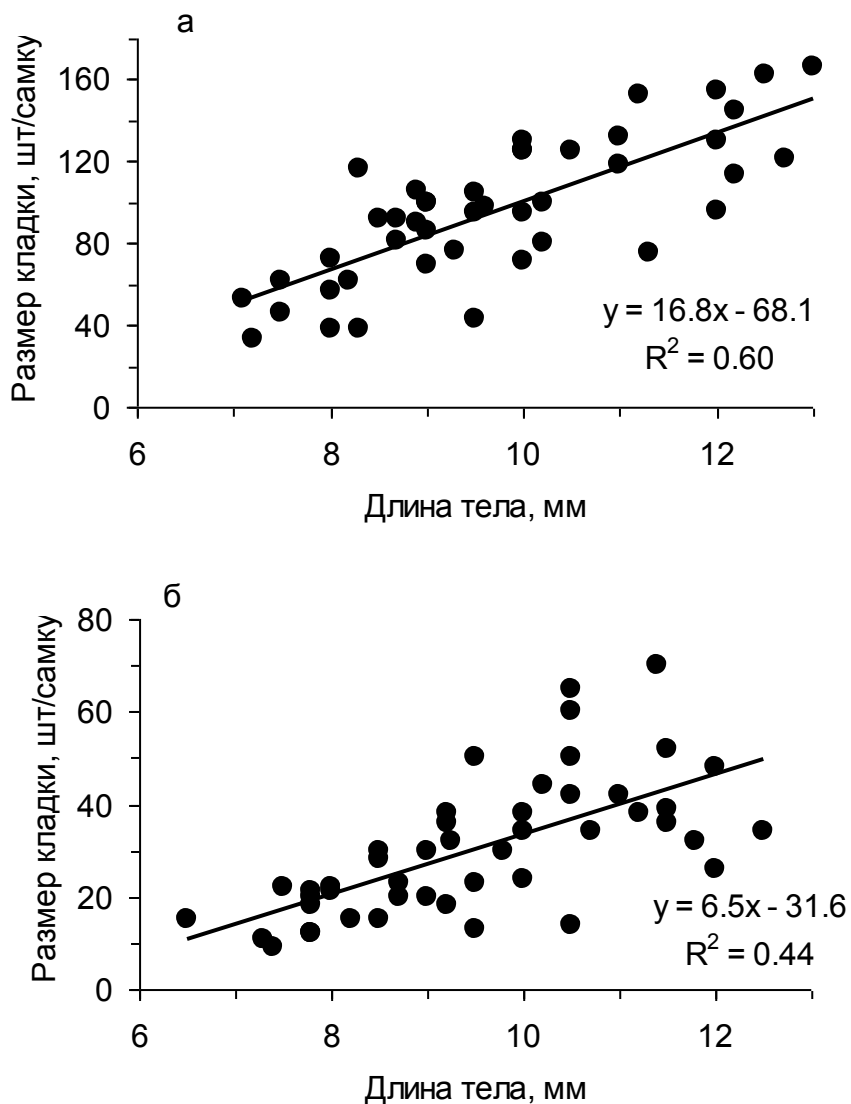 а
Размер кладки, шт/самку
160
120
80
40
0
y = 16.8x - 68.1
R² = 0.60
6 8 10 12
Длина тела, мм
б
Размер кладки, шт/самку
80
60
40
20
0
y = 6.5x - 31.6
R² = 0.44
6 8 10 12
Длина тела, мм